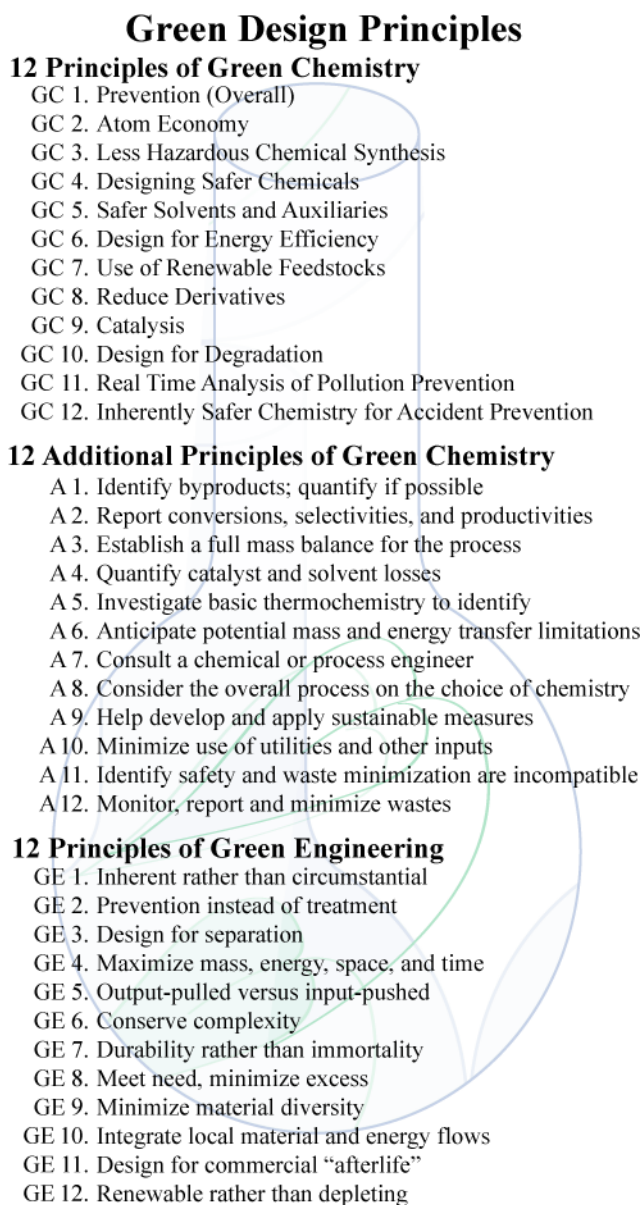 Green Design Principles
12 Principles of Green Chemistry
GC 1. Prevention (Overall)
GC 2. Atom Economy
GC 3. Less Hazardous Chemical Synthesis
GC 4. Designing Safer Chemicals
GC 5. Safer Solvents and Auxiliaries
GC 6. Design for Energy Efficiency
GC 7. Use of Renewable Feedstocks
GC 8. Reduce Derivatives
GC 9. Catalysis
GC 10. Design for Degradation
GC 11. Real Time Analysis of Pollution Prevention
GC 12. Inherently Safer Chemistry for Accident Prevention
12 Additional Principles of Green Chemistry
A 1. Identify byproducts; quantify if possible
A 2. Report conversions, selectivities, and productivities
A 3. Establish a full mass balance for the process
A 4. Quantify catalyst and solvent losses
A 5. Investigate basic thermochemistry to identify
A 6. Anticipate potential mass and energy transfer limitations
A 7. Consult a chemical or process engineer
A 8. Consider the overall process on the choice of chemistry
A 9. Help develop and apply sustainable measures
A 10. Minimize use of utilities and other inputs
A 11. Identify safety and waste minimization are incompatible
A 12. Monitor, report and minimize wastes
12 Principles of Green Engineering
GE 1. Inherent rather than circumstantial
GE 2. Prevention instead of treatment
GE 3. Design for separation
GE 4. Maximize mass, energy, space, and time
GE 5. Output-pulled versus input-pushed
GE 6. Conserve complexity
GE 7. Durability rather than immortality
GE 8. Meet need, minimize excess
GE 9. Minimize material diversity
GE 10. Integrate local material and energy flows
GE 11. Design for commercial “afterlife”
GE 12. Renewable rather than depleting